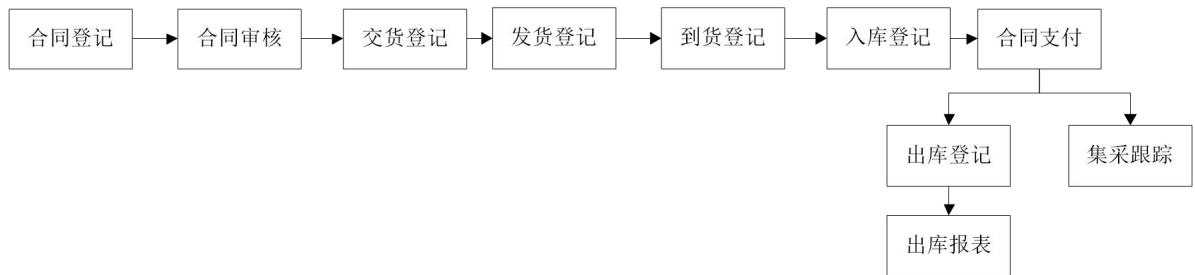 合同登记
合同审核
交货登记
发货登记
到货登记
入库登记
合同支付
出库登记
集采跟踪
出库报表